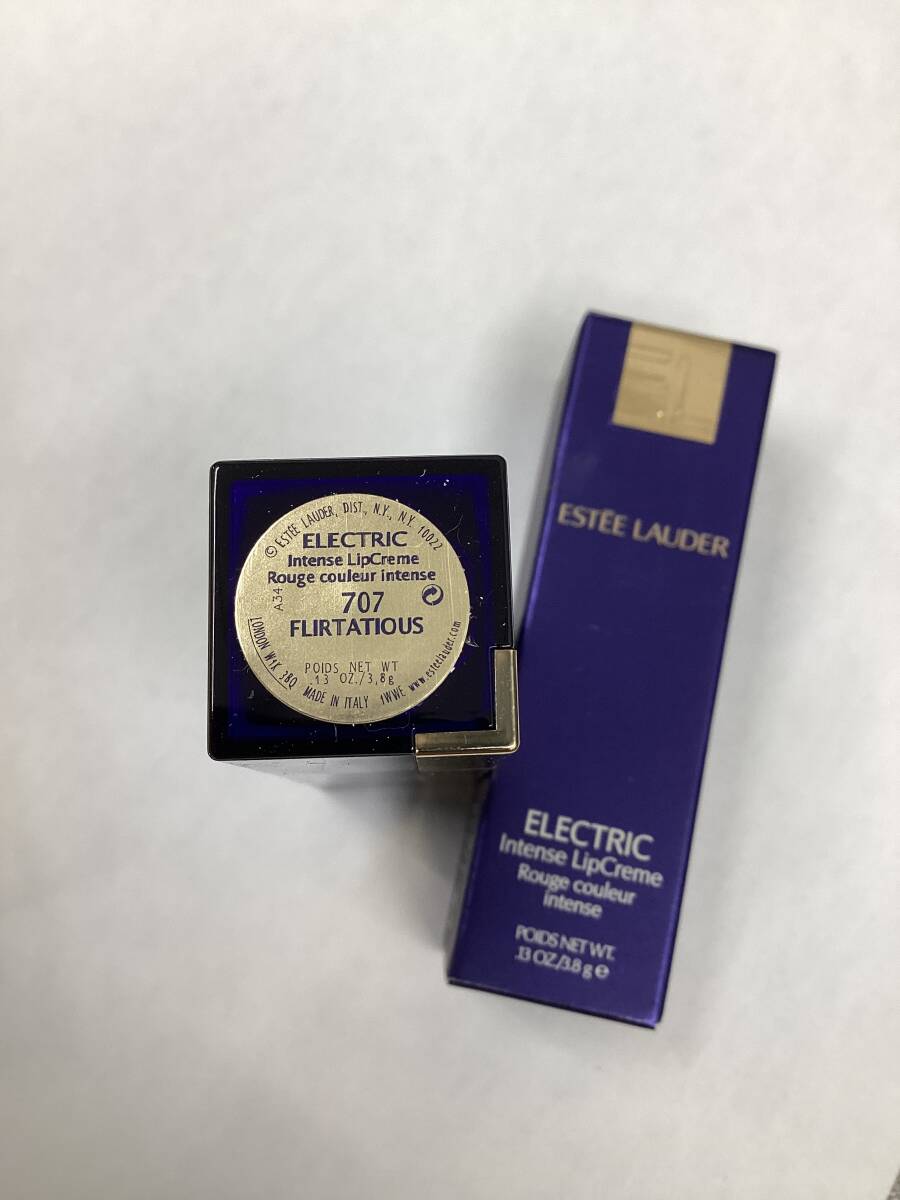 © ESTĒE LAUDER, DIST., N.Y., N.Y. 10022
ELECTRIC
Intense LipCreme
Rouge couleur intense
A34
707
FLIRTATIOUS
POIDS NET WT
.13 OZ./3,8g
LONDON W1X 3BQ MADE IN ITALY 1WWE www.esteelauder.com
ESTĒE LAUDER
ELECTRIC
Intense LipCreme
Rouge couleur
intense
POIDS NET WT.
.13 OZ./3.8 g e